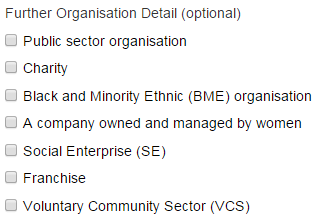 Further Organisation Detail (optional)
Public sector organisation
Charity
Black and Minority Ethnic (BME) organisation
A company owned and managed by women
Social Enterprise (SE)
Franchise
Voluntary Community Sector (VCS)